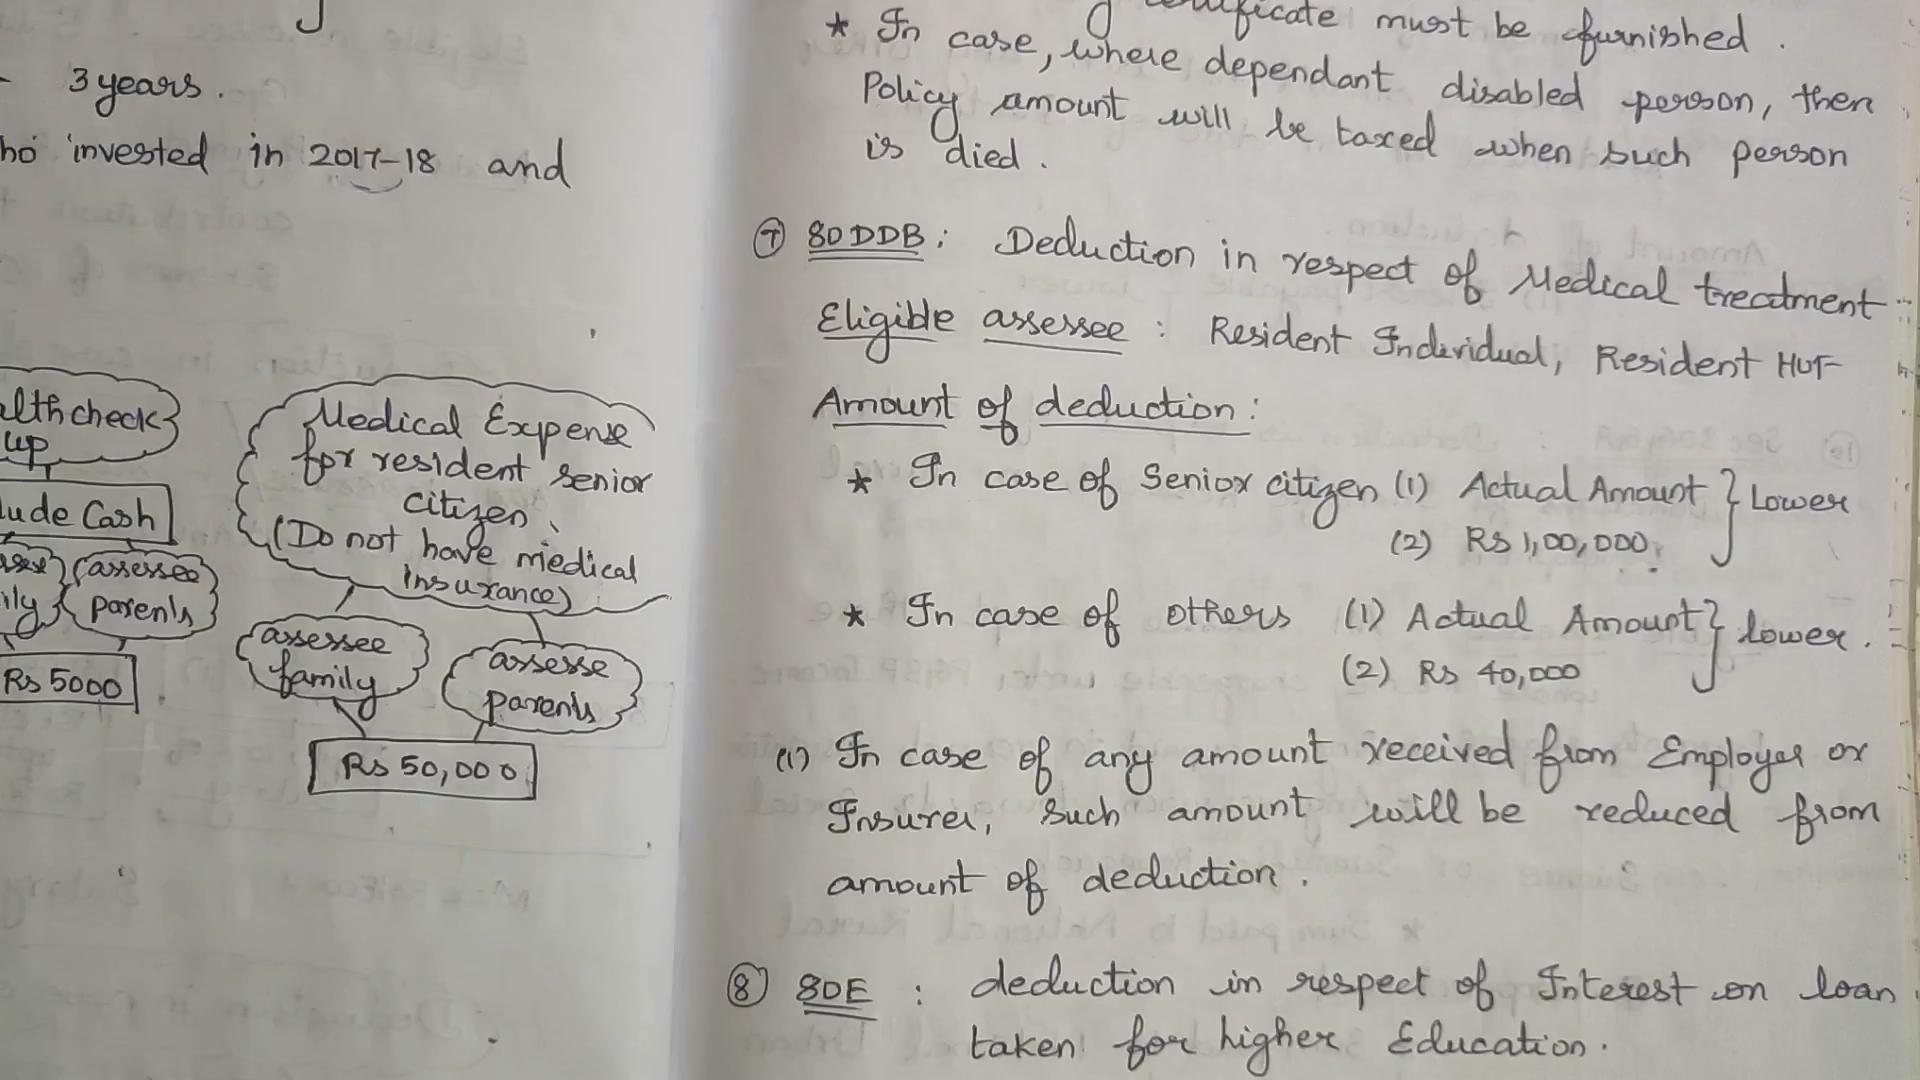 3 years.
invested in 2017-18 and
check
up
Cash
assessee
parents
Rs 5000
Medical Expense
for resident senior
citizen
(Do not have medical
insurance)
assessee
family
assesse
parents
Rs 50,000
must be furnished.
* In case, where dependant disabled person, then
Policy amount will be taxed when such person
is died.
⑦ 80 DDB: Deduction in respect of Medical treatment
Eligible assessee: Resident Individual, Resident HUF
Amount of deduction:
* In case of Senior citizen (1) Actual Amount } Lower
(2) Rs 1,00,000.
* In case of others (1) Actual Amount } lower.
(2) Rs 40,000
(1) In case of any amount received from Employer or
Insurer, such amount will be reduced from
amount of deduction.
⑧ 80E: deduction in respect of Interest on loan
taken for higher Education.